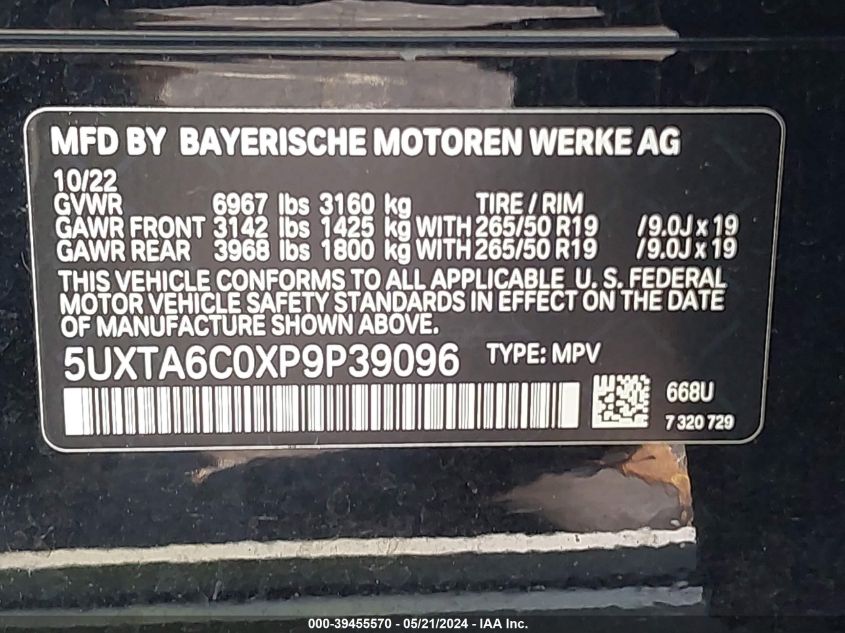 MFD BY BAYERISCHE MOTOREN WERKE AG
10/22
GVWR 6967 lbs 3160 kg TIRE / RIM
GAWR FRONT 3142 lbs 1425 kg WITH 265/50 R19 /9.0J x 19
GAWR REAR 3968 lbs 1800 kg WITH 265/50 R19 /9.0J x 19
THIS VEHICLE CONFORMS TO ALL APPLICABLE U. S. FEDERAL
MOTOR VEHICLE SAFETY STANDARDS IN EFFECT ON THE DATE
OF MANUFACTURE SHOWN ABOVE.
5UXTA6C0XP9P39096 TYPE: MPV
668U
7 320 729
000-39455570 - 05/21/2024 - IAA Inc.